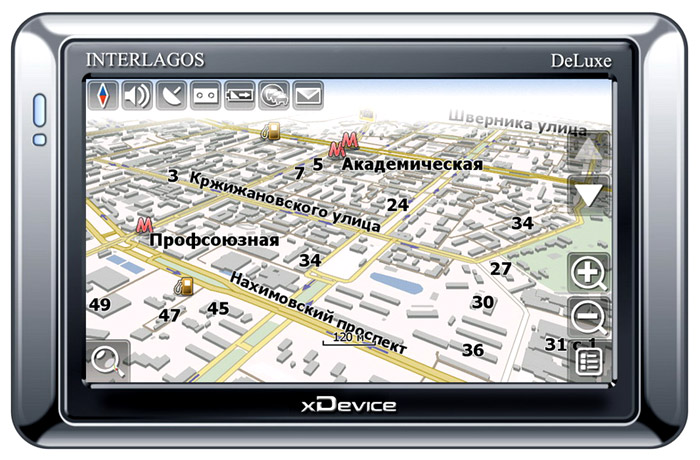 INTERLAGOS
DeLuxe
Шверника улица
Академическая
5
7
3
Кржижановского улица
24
34
Профсоюзная
34
27
Нахимовский проспект
30
49
47
45
120 м
36
31 с 1
xDevice